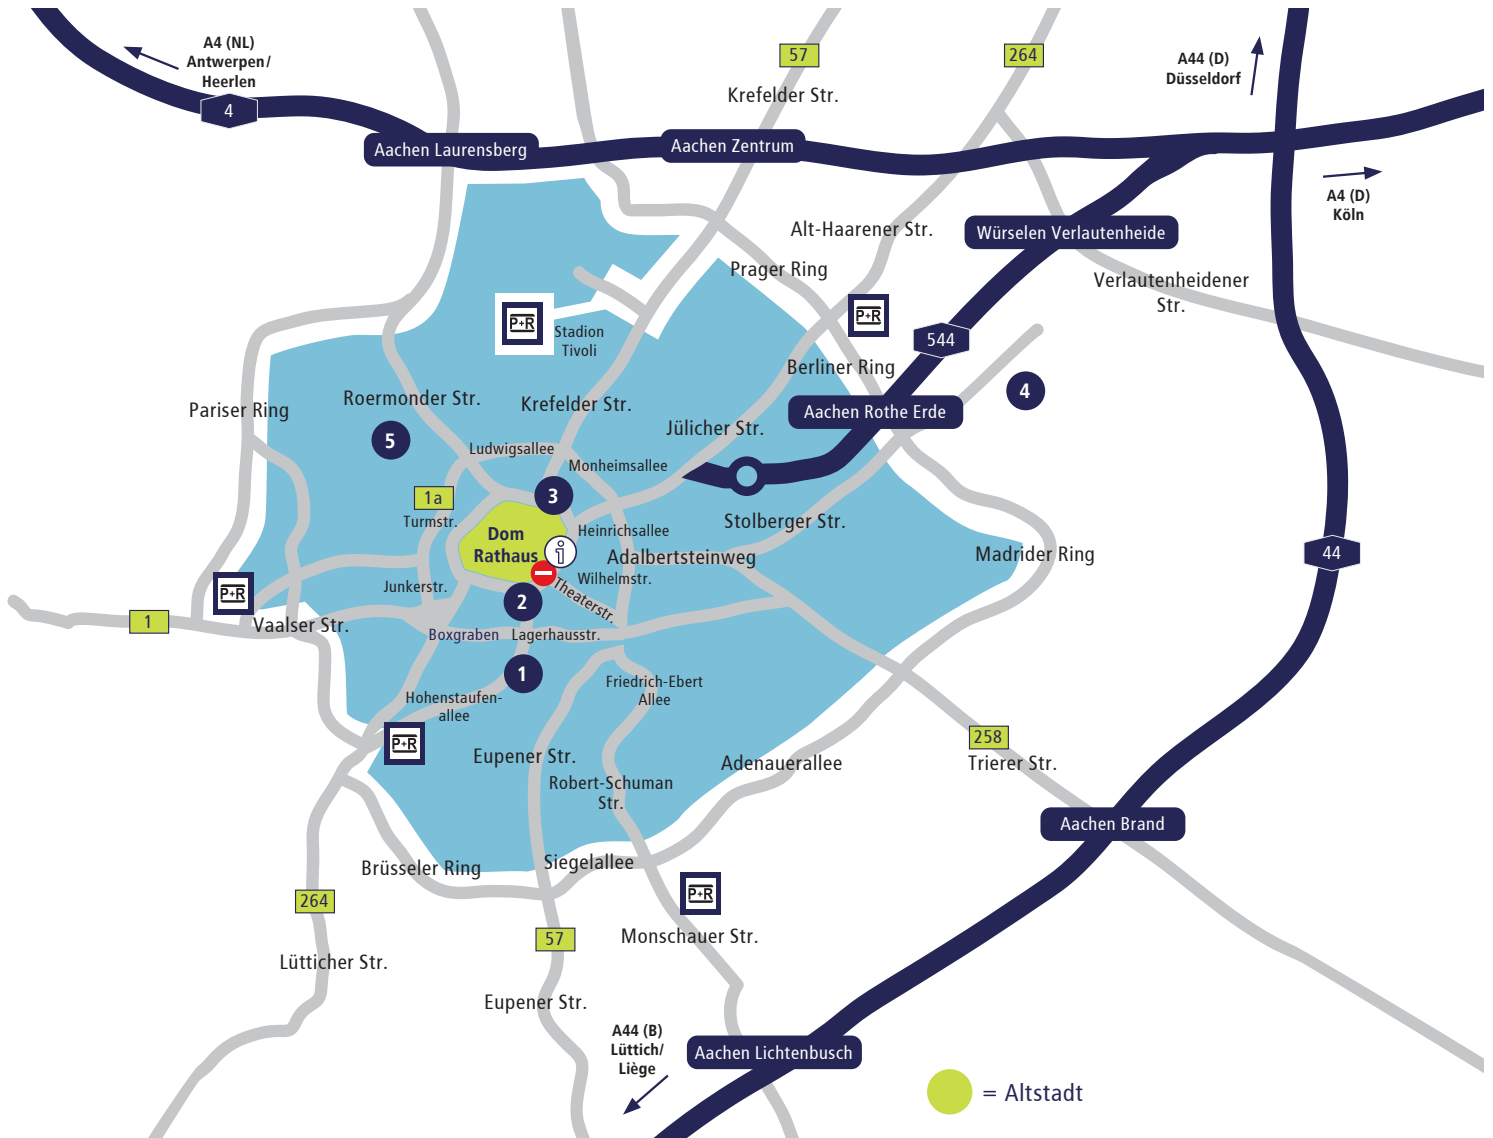 A4 (NL)
Antwerpen/
Heerlen
4
57
264
A44 (D)
Düsseldorf
Krefelder Str.
Aachen Laurensberg
Aachen Zentrum
A4 (D)
Köln
Alt-Haarener Str.
Würselen Verlautenheide
Prager Ring
Verlautenheidener
Str.
P+R
Stadion
Tivoli
P+R
544
Berliner Ring
4
Roermonder Str.
Krefelder Str.
Pariser Ring
Aachen Rothe Erde
Jülicher Str.
5
Ludwigsallee
Monheimsallee
1a
3
Turmstr.
Stolberger Str.
Dom
Rathaus
Heinrichsallee
i
Adalbertsteinweg
Madrider Ring
44
Wilhelmstr.
Junkerstr.
Theaterstr.
P+R
2
1
Vaalser Str.
Boxgraben
Lagerhausstr.
1
Friedrich-Ebert
Allee
Hohenstaufen-
allee
P+R
258
Eupener Str.
Adenauerallee
Trierer Str.
Robert-Schuman
Str.
Aachen Brand
Brüsseler Ring
Siegelallee
P+R
264
57
Monschauer Str.
Lütticher Str.
Eupener Str.
A44 (B)
Lüttich/
Liège
Aachen Lichtenbusch
= Altstadt